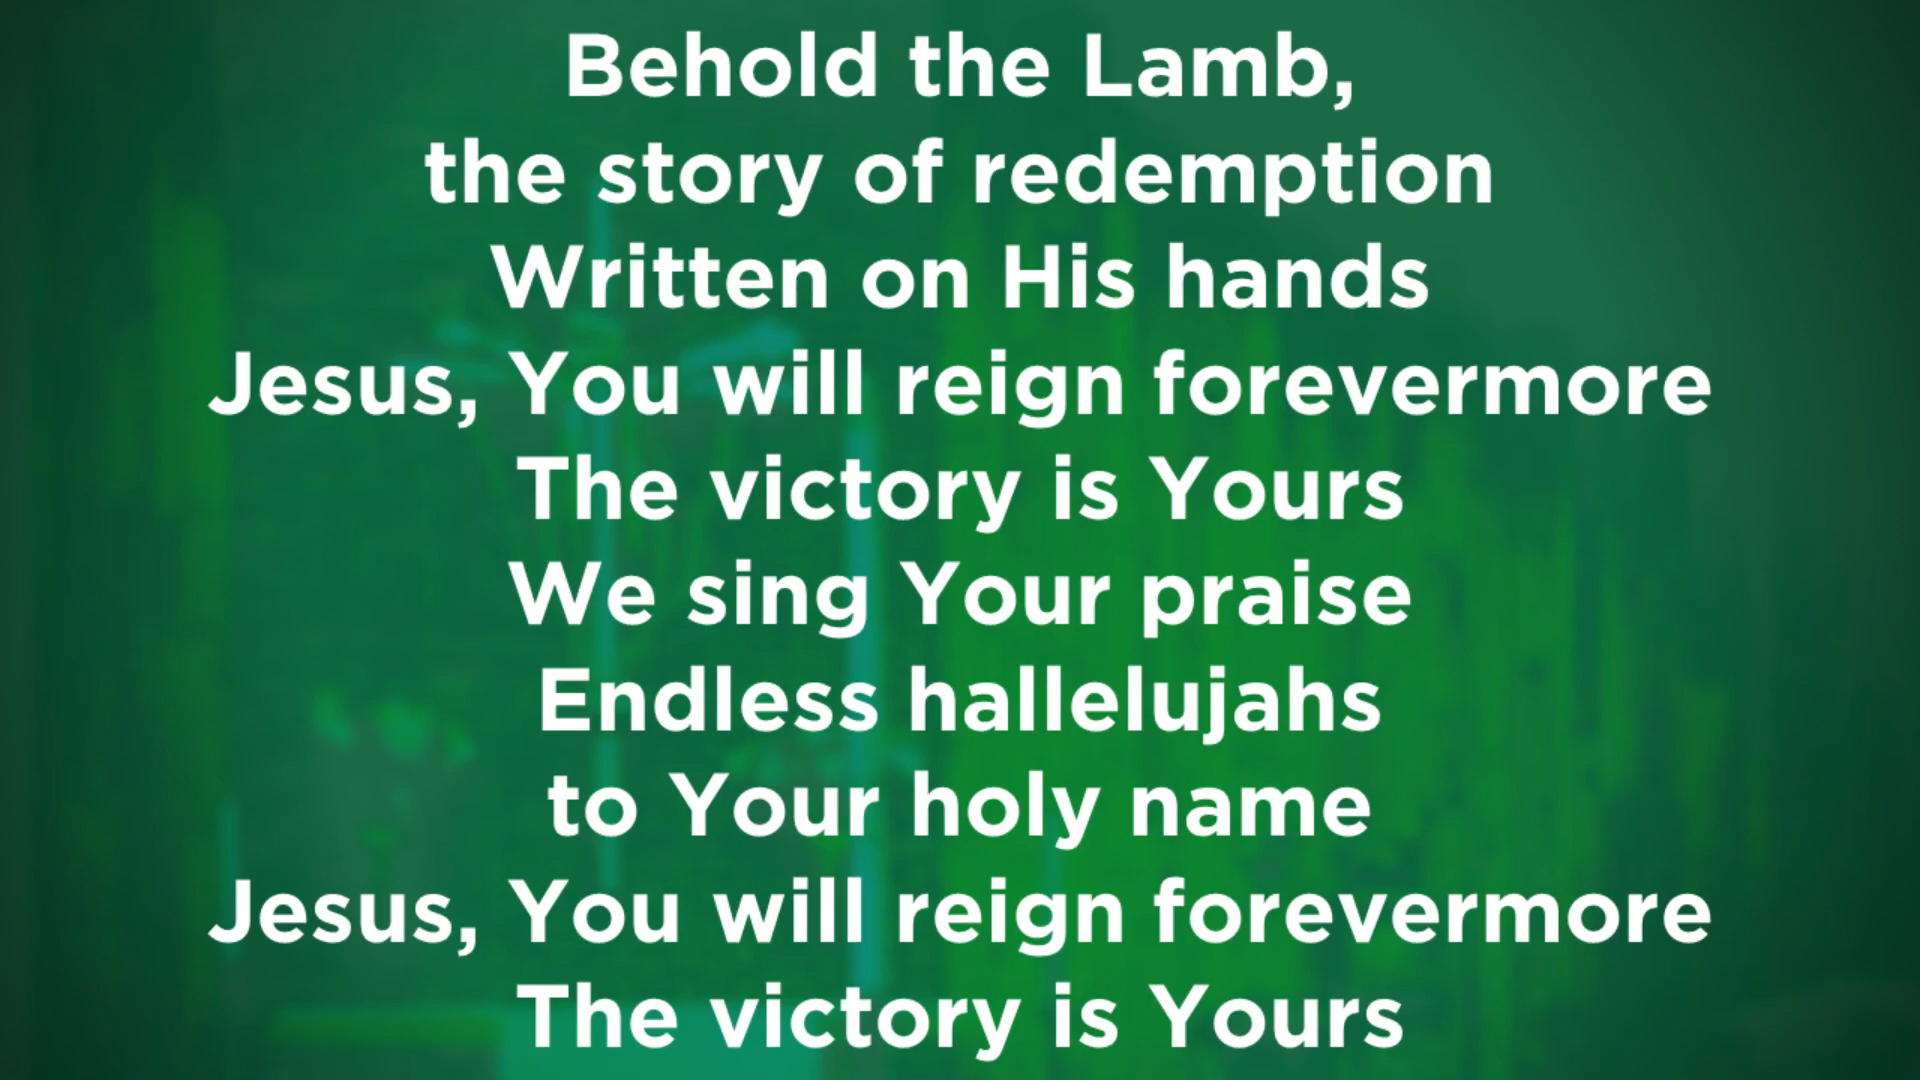 Behold the Lamb,
the story of redemption
Written on His hands
Jesus, You will reign forevermore
The victory is Yours
We sing Your praise
Endless hallelujahs
to Your holy name
Jesus, You will reign forevermore
The victory is Yours